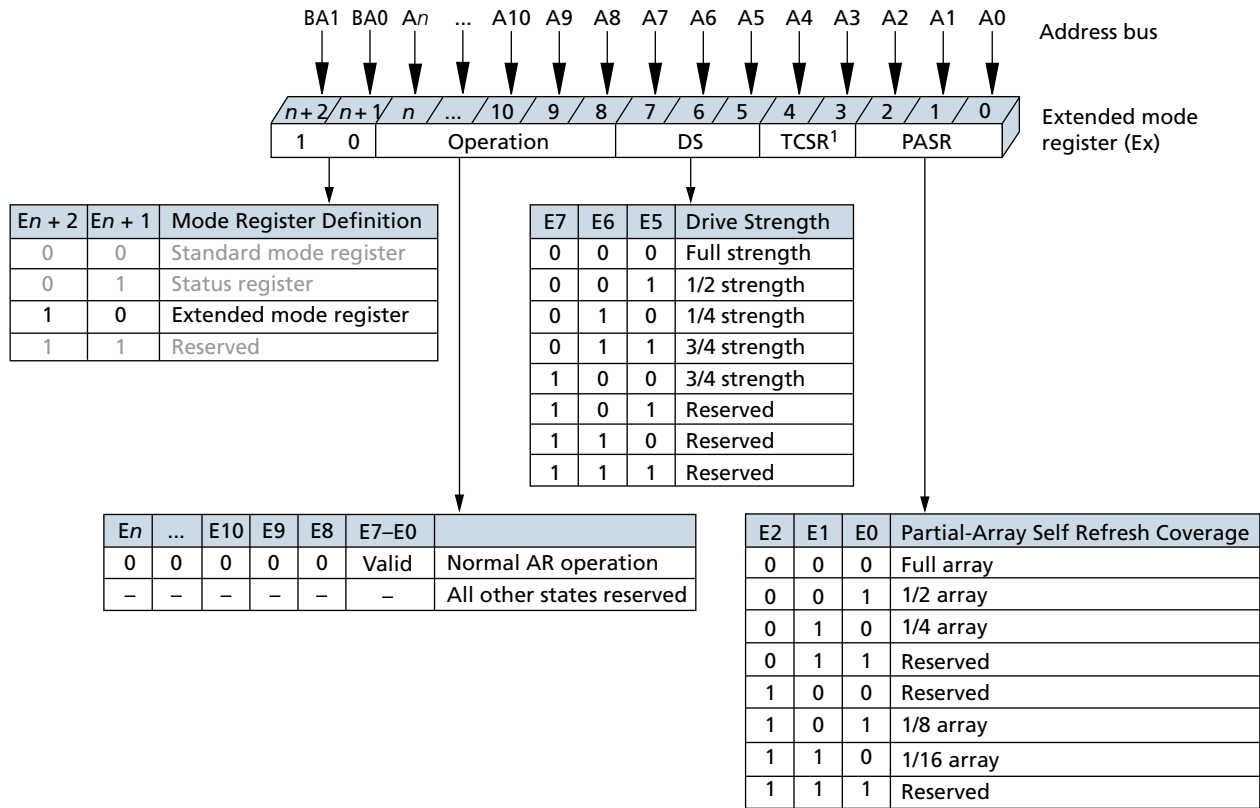 BA1 BA0 An ... A10 A9 A8 A7 A6 A5 A4 A3 A2 A1 A0
Address bus
n + 2 n + 1 n ... 10 9 8 7 6 5 4 3 2 1 0
Extended mode
register (Ex)
1 0 Operation DS TCSR1 PASR
En + 2 En + 1 Mode Register Definition
0 0 Standard mode register
0 1 Status register
1 0 Extended mode register
1 1 Reserved
E7 E6 E5 Drive Strength
0 0 0 Full strength
0 0 1 1/2 strength
0 1 0 1/4 strength
0 1 1 3/4 strength
1 0 0 3/4 strength
1 0 1 Reserved
1 1 0 Reserved
1 1 1 Reserved
En ... E10 E9 E8 E7–E0
0 0 0 0 0 Valid Normal AR operation
– – – – – – All other states reserved
E2 E1 E0 Partial-Array Self Refresh Coverage
0 0 0 Full array
0 0 1 1/2 array
0 1 0 1/4 array
0 1 1 Reserved
1 0 0 Reserved
1 0 1 1/8 array
1 1 0 1/16 array
1 1 1 Reserved